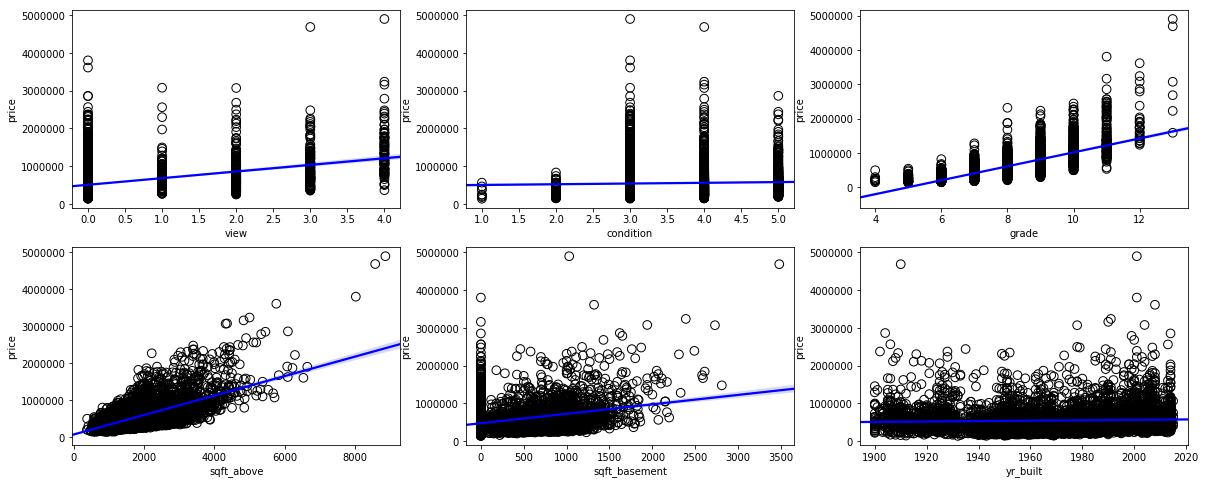 5000000
4000000
3000000
2000000
1000000
0
price
0.0 0.5 1.0 1.5 2.0 2.5 3.0 3.5 4.0
view
5000000
4000000
3000000
2000000
1000000
0
price
1.0 1.5 2.0 2.5 3.0 3.5 4.0 4.5 5.0
condition
5000000
4000000
3000000
2000000
1000000
0
price
4 6 8 10 12
grade
5000000
4000000
3000000
2000000
1000000
0
price
0 2000 4000 6000 8000
sqft_above
5000000
4000000
3000000
2000000
1000000
0
price
0 500 1000 1500 2000 2500 3000 3500
sqft_basement
5000000
4000000
3000000
2000000
1000000
0
price
1900 1920 1940 1960 1980 2000 2020
yr_built